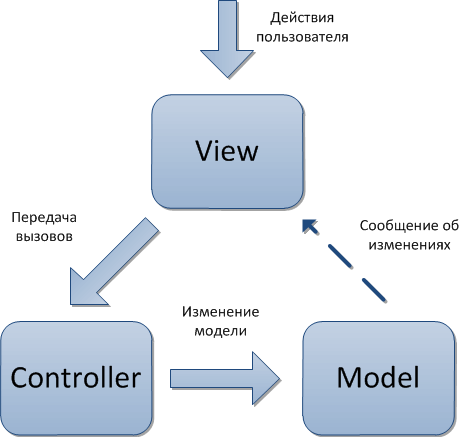 Действия
пользователя
View
Передача
вызовов
Сообщение об
изменениях
Изменение
модели
Controller
Model